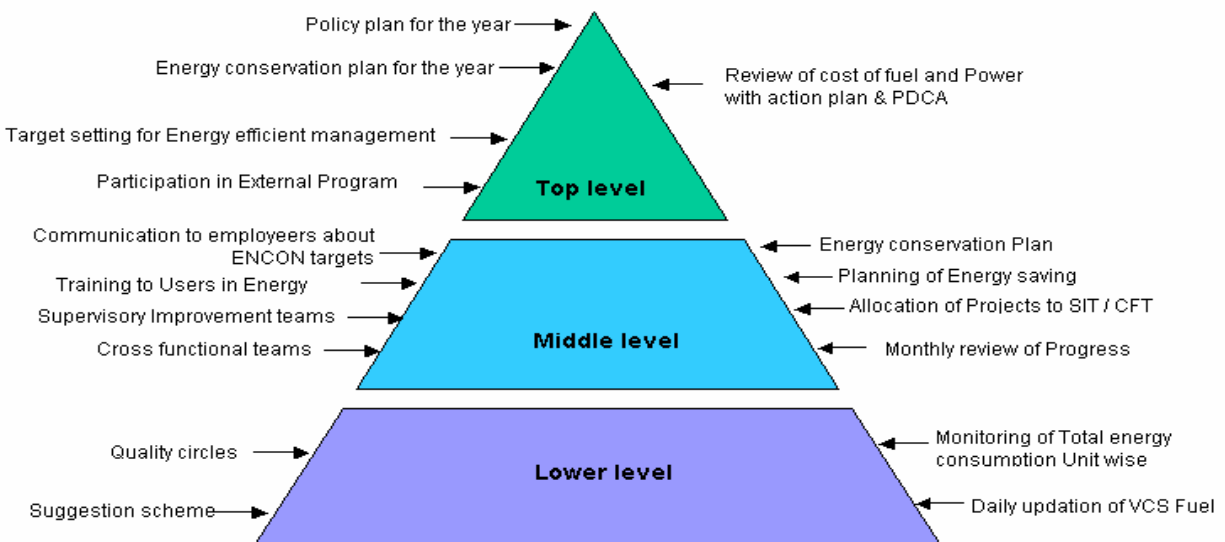 Policy plan for the year
Energy conservation plan for the year
Review of cost of fuel and Power
with action plan & PDCA
Target setting for Energy efficient management
Participation in External Program
Top level
Communication to employeers about
ENCON targets
Energy conservation Plan
Training to Users in Energy
Planning of Energy saving
Supervisory Improvement teams
Allocation of Projects to SIT / CFT
Cross functional teams
Middle level
Monthly review of Progress
Quality circles
Monitoring of Total energy
consumption Unit wise
Lower level
Suggestion scheme
Daily updation of VCS Fuel